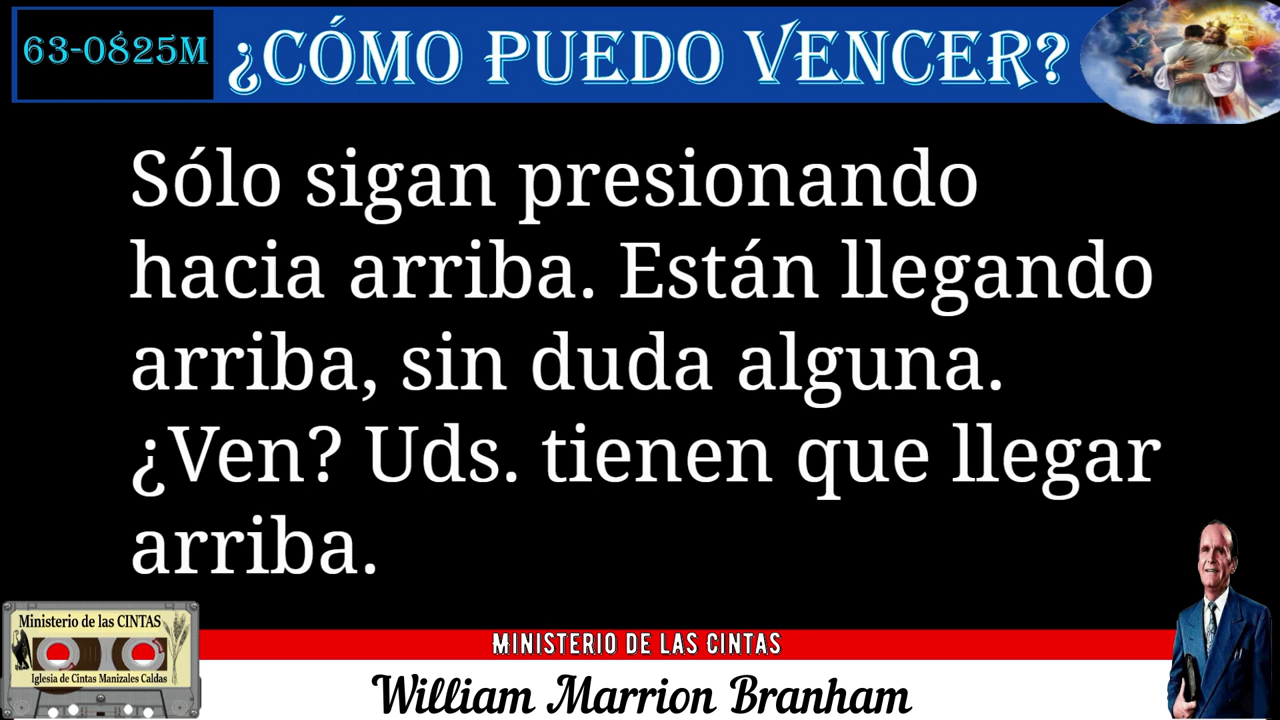 63-0825M
¿CÓMO PUEDO VENCER?
Sólo sigan presionando
hacia arriba. Están llegando
arriba, sin duda alguna.
¿Ven? Uds. tienen que llegar
arriba.
Ministerio de las CINTAS
Iglesia de Cintas Manizales Caldas
MINISTERIO DE LAS CINTAS
William Marrion Branham